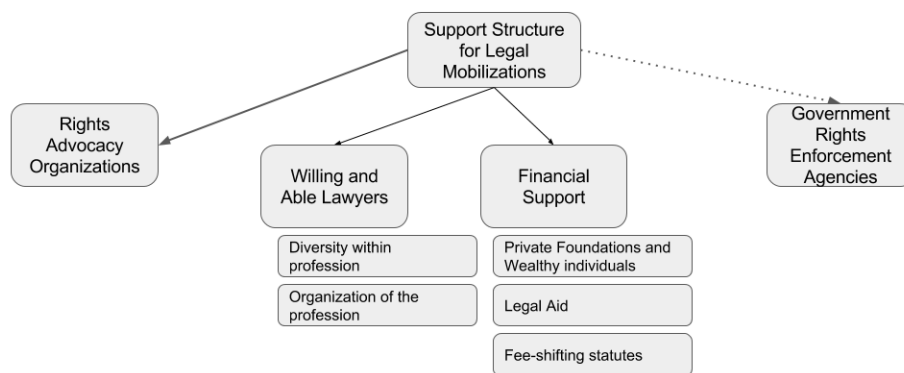 Support Structure
for Legal
Mobilizations
Rights
Advocacy
Organizations
Government
Rights
Enforcement
Agencies
Willing and
Able Lawyers
Financial
Support
Diversity within
profession
Organization of the
profession
Private Foundations and
Wealthy individuals
Legal Aid
Fee-shifting statutes